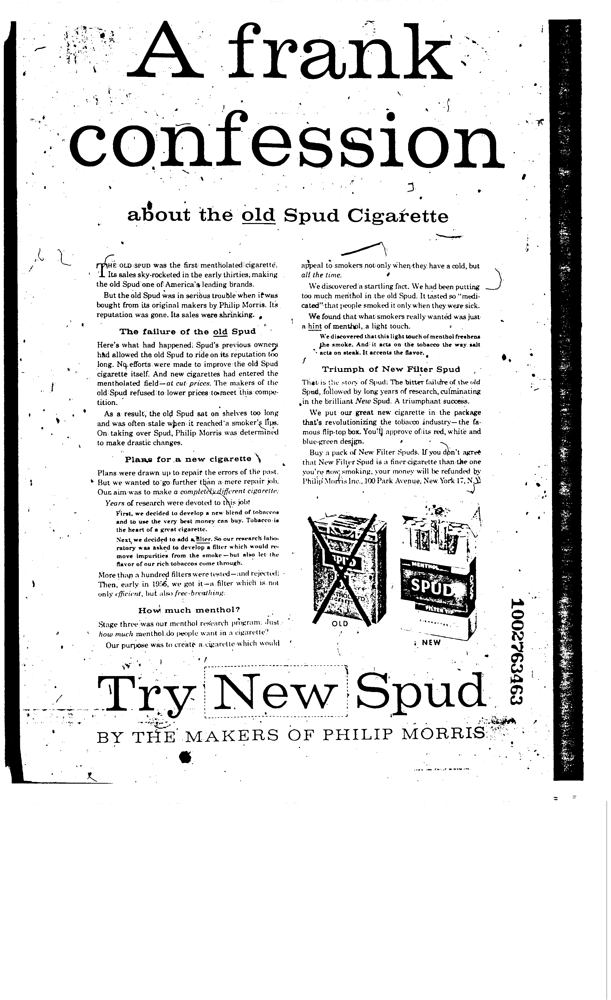 A frank
confession
about the old Spud Cigarette
THE OLD SPUD was the first mentholated cigarette.
Its sales sky-rocketed in the early thirties, making
the old Spud one of America's leading brands.
But the old Spud was in serious trouble when it was
bought from its original makers by Philip Morris. Its
reputation was gone. Its sales were shrinking.
The failure of the old Spud
Here's what had happened: Spud's previous owners
had allowed the old Spud to ride on its reputation too
long. No efforts were made to improve the old Spud
cigarette itself. And new cigarettes had entered the
mentholated field—at cut prices. The makers of the
old Spud refused to lower prices to meet this compe-
tition.
As a result, the old Spud sat on shelves too long
and was often stale when it reached a smoker's lips.
On taking over Spud, Philip Morris was determined
to make drastic changes.
Plans for a new cigarette
Plans were drawn up to repair the errors of the past.
But we wanted to go further than a mere repair job.
Our aim was to make a completely different cigarette.
Years of research were devoted to this job!
First, we decided to develop a new blend of tobaccos
and to use the very best money can buy. Tobacco is
the heart of a great cigarette.
Next, we decided to add a filter. So our research labo-
ratory was asked to develop a filter which would re-
move impurities from the smoke—but also let the
flavor of our rich tobaccos come through.
More than a hundred filters were tested—and rejected.
Then, early in 1956, we got it—a filter which is not
only efficient, but also free-breathing.
How much menthol?
Stage three was our menthol research program. Just
how much menthol do people want in a cigarette?
Our purpose was to create a cigarette which would
appeal to smokers not only when they have a cold, but
all the time.
We discovered a startling fact. We had been putting
too much menthol in the old Spud. It tasted so "medi-
cated" that people smoked it only when they were sick.
We found that what smokers really wanted was just
a hint of menthol, a light touch.
We discovered that this light touch of menthol freshens
the smoke. And it acts on the tobacco the way salt
acts on steak. It accents the flavor.
Triumph of New Filter Spud
That is the story of Spud. The bitter failure of the old
Spud, followed by long years of research, culminating
in the brilliant New Spud. A triumphant success.
We put our great new cigarette in the package
that's revolutionizing the tobacco industry—the fa-
mous flip-top box. You'll approve of its red, white and
blue-green design.
Buy a pack of New Filter Spuds. If you don't agree
that New Filter Spud is a finer cigarette than the one
you're now smoking, your money will be refunded by
Philip Morris Inc., 100 Park Avenue, New York 17, N.Y.
SPUD
MENTHOL
SPUD
FILTER TIP
OLD
NEW
1002763463
Try New Spud
BY THE MAKERS OF PHILIP MORRIS